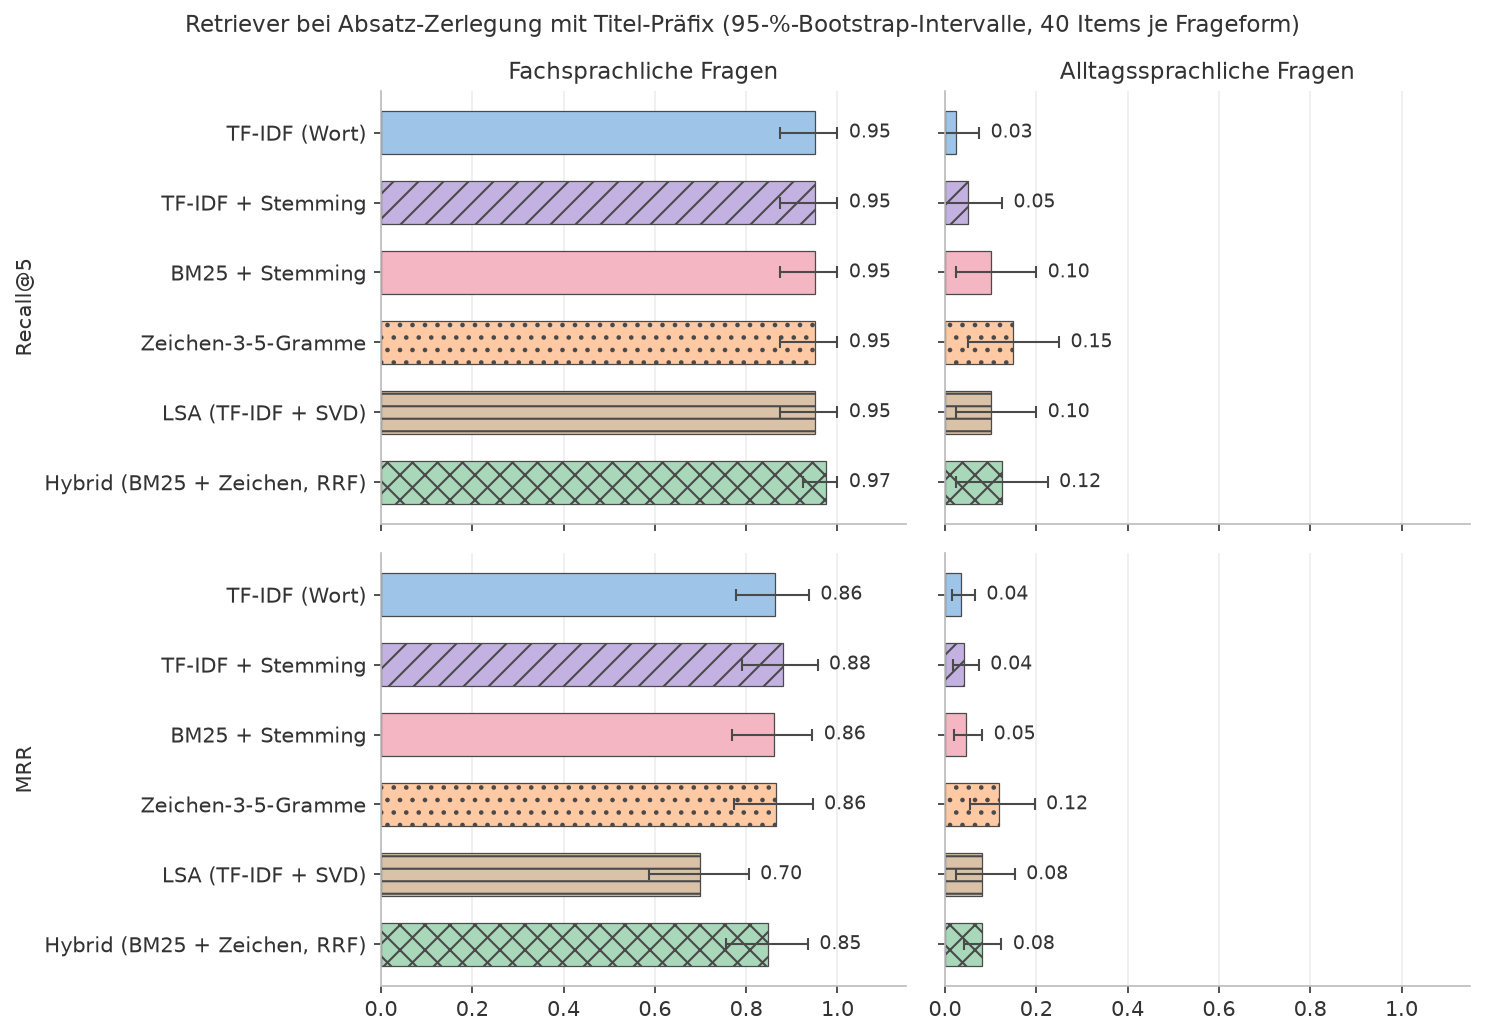 Retriever bei Absatz-Zerlegung mit Titel-Präfix (95-%-Bootstrap-Intervalle, 40 Items je Frageform)
Fachsprachliche Fragen
Alltagssprachliche Fragen
Recall@5
TF-IDF (Wort) 0.95 0.03
TF-IDF + Stemming 0.95 0.05
BM25 + Stemming 0.95 0.10
Zeichen-3-5-Gramme 0.95 0.15
LSA (TF-IDF + SVD) 0.95 0.10
Hybrid (BM25 + Zeichen, RRF) 0.97 0.12
MRR
TF-IDF (Wort) 0.86 0.04
TF-IDF + Stemming 0.88 0.04
BM25 + Stemming 0.86 0.05
Zeichen-3-5-Gramme 0.86 0.12
LSA (TF-IDF + SVD) 0.70 0.08
Hybrid (BM25 + Zeichen, RRF) 0.85 0.08
0.0 0.2 0.4 0.6 0.8 1.0 0.0 0.2 0.4 0.6 0.8 1.0